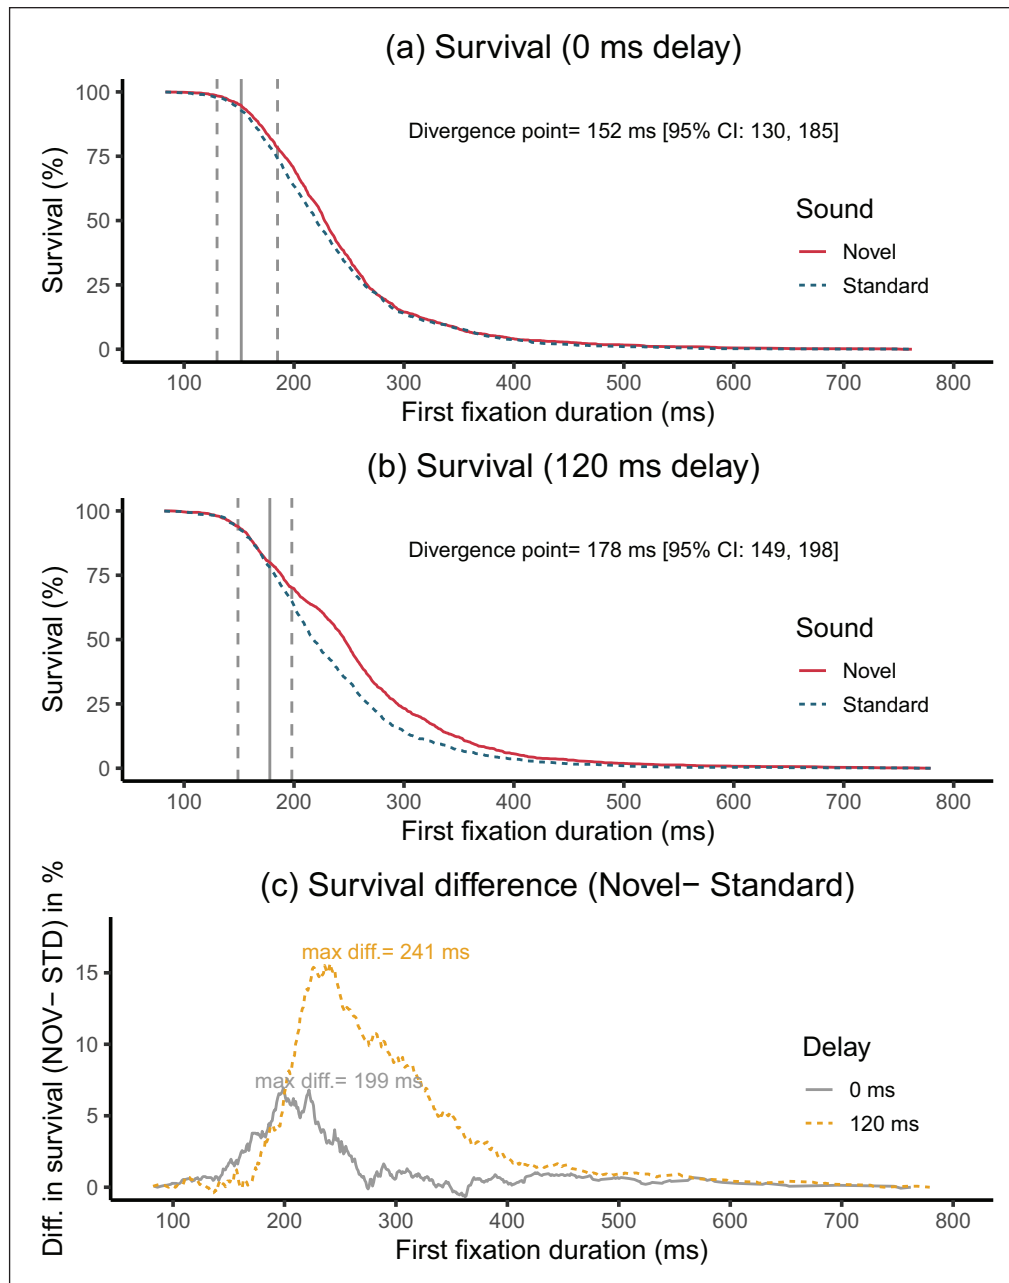 (a) Survival (0 ms delay)
Survival (%)
100
75
50
25
0
Divergence point= 152 ms [95% CI: 130, 185]
Sound
Novel
Standard
100 200 300 400 500 600 700 800
First fixation duration (ms)
(b) Survival (120 ms delay)
Survival (%)
100
75
50
25
0
Divergence point= 178 ms [95% CI: 149, 198]
Sound
Novel
Standard
100 200 300 400 500 600 700 800
First fixation duration (ms)
(c) Survival difference (Novel− Standard)
Diff. in survival (NOV− STD) in %
15
10
5
0
max diff.= 241 ms
max diff.= 199 ms
Delay
0 ms
120 ms
100 200 300 400 500 600 700 800
First fixation duration (ms)